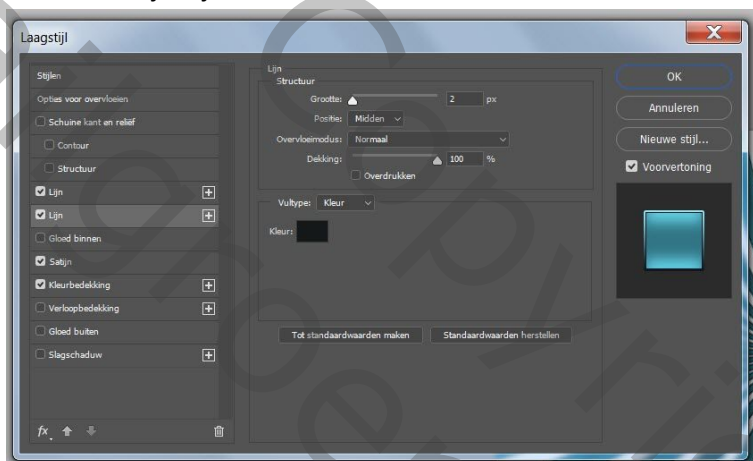 Laagstijl
X
Stijlen
Opties voor overvloeien
Schuine kant en reliëf
Contour
Structuur
Lijn
Lijn
Gloed binnen
Satijn
Kleurbedekking
Verloopbedekking
Gloed buiten
Slagschaduw
fx
Lijn
Structuur
Grootte: 2 px
Positie: Midden
Overvloeimodus: Normaal
Dekking: 100 %
Overdrukken
Vultype: Kleur
Kleur:
Tot standaardwaarden maken Standaardwaarden herstellen
OK
Annuleren
Nieuwe stijl...
Voorvertoning